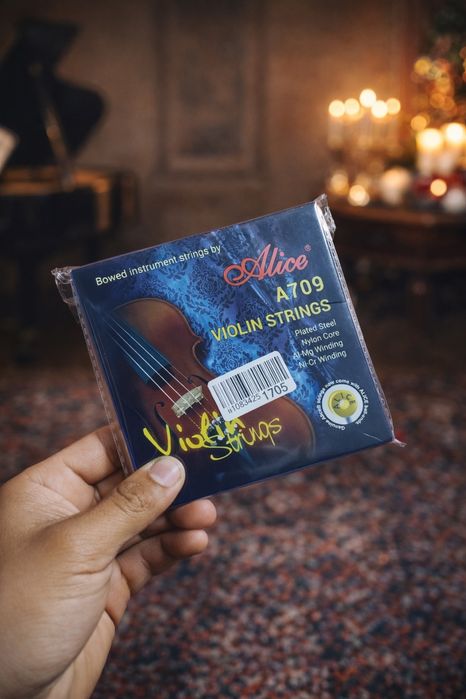 Bowed instrument strings by
Alice®
A709
VIOLIN STRINGS
Plated Steel
Nylon Core
Al-Mg Winding
Ni-Cr Winding
1705
Violin
Strings